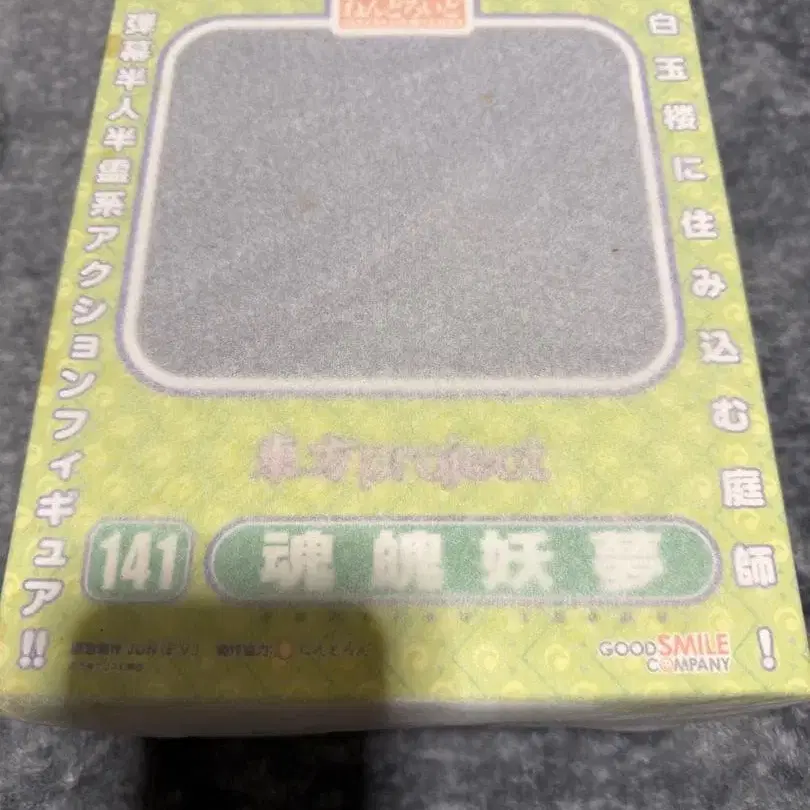 白玉楼に住み込む庭師!
半人半霊系アクションフィギュア!!
東方project
141
魂魄妖夢
GOOD SMILE COMPANY